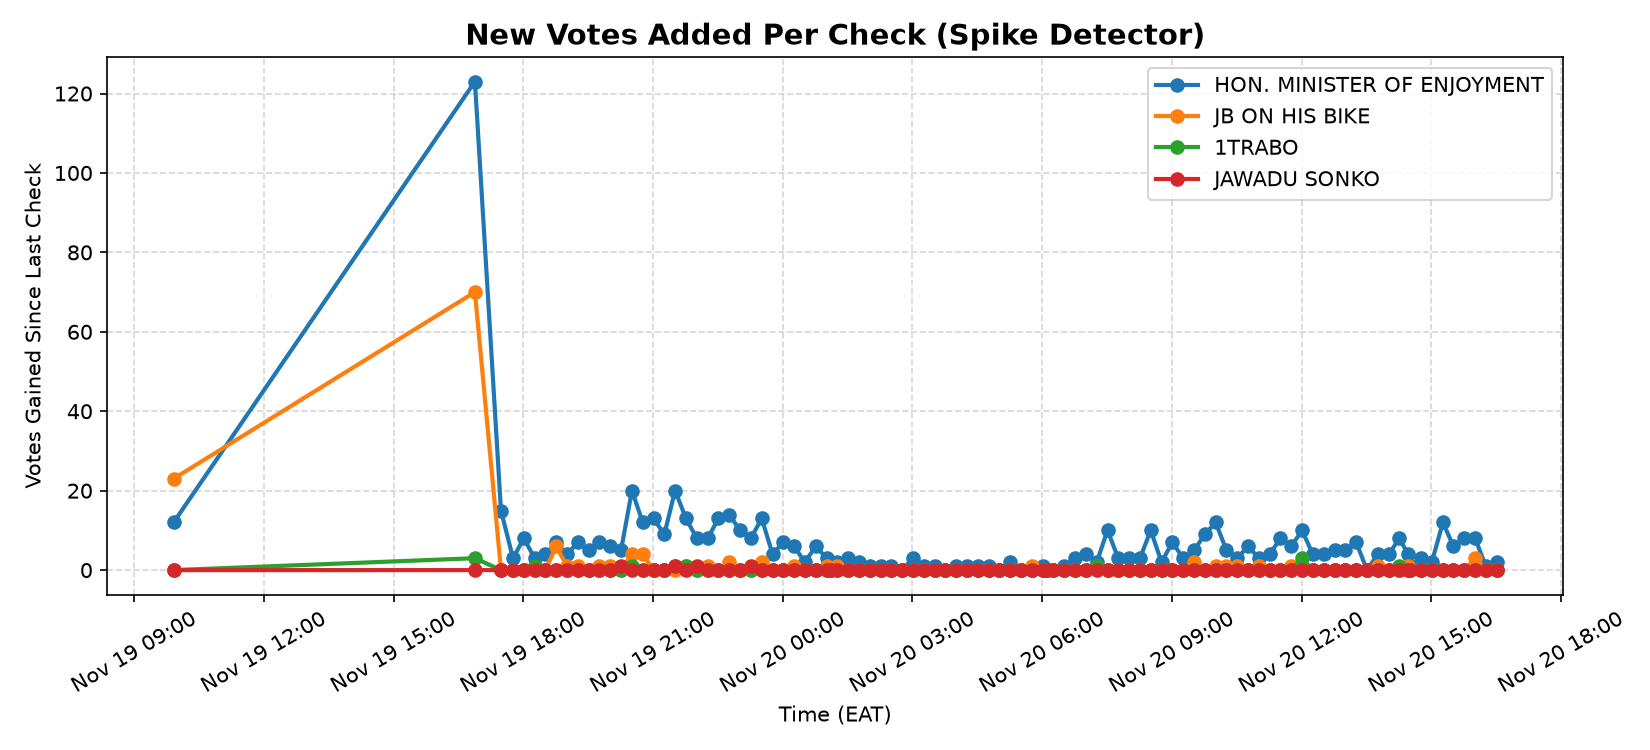 New Votes Added Per Check (Spike Detector)
HON. MINISTER OF ENJOYMENT
JB ON HIS BIKE
1TRABO
JAWADU SONKO
Votes Gained Since Last Check
120
100
80
60
40
20
0
Nov 19 09:00
Nov 19 12:00
Nov 19 15:00
Nov 19 18:00
Nov 19 21:00
Nov 20 00:00
Nov 20 03:00
Nov 20 06:00
Nov 20 09:00
Nov 20 12:00
Nov 20 15:00
Nov 20 18:00
Time (EAT)